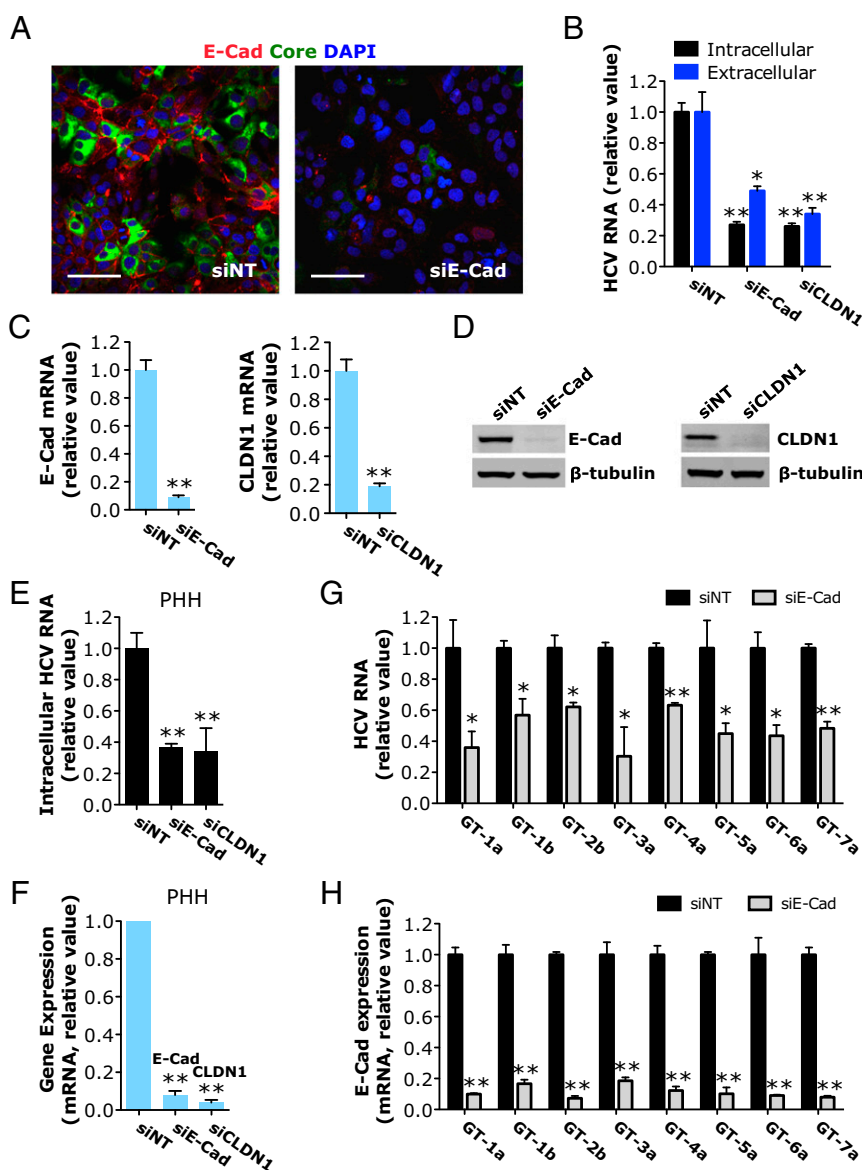 A
E-Cad Core DAPI
siNT
siE-Cad
B
Intracellular
Extracellular
HCV RNA (relative value)
1.2
1.0
0.8
0.6
0.4
0.2
0.0
**
*
**
**
siNT
siE-Cad
siCLDN1
C
E-Cad mRNA
(relative value)
1.2
1.0
0.8
0.6
0.4
0.2
0.0
**
siNT
siE-Cad
CLDN1 mRNA
(relative value)
1.2
1.0
0.8
0.6
0.4
0.2
0.0
**
siNT
siCLDN1
D
siNT
siE-Cad
E-Cad
β-tubulin
siNT
siCLDN1
CLDN1
β-tubulin
E
PHH
Intracellular HCV RNA
(relative value)
1.2
1.0
0.8
0.6
0.4
0.2
0.0
**
**
siNT
siE-Cad
siCLDN1
G
siNT
siE-Cad
HCV RNA
(relative value)
1.2
1.0
0.8
0.6
0.4
0.2
0.0
*
*
*
*
**
*
*
**
GT-1a
GT-1b
GT-2b
GT-3a
GT-4a
GT-5a
GT-6a
GT-7a
F
PHH
Gene Expression
(mRNA, relative value)
1.0
0.8
0.6
0.4
0.2
0.0
E-Cad
**
CLDN1
**
siNT
siE-Cad
siCLDN1
H
siNT
siE-Cad
E-Cad expression
(mRNA, relative value)
1.2
1.0
0.8
0.6
0.4
0.2
0.0
**
**
**
**
**
**
**
**
GT-1a
GT-1b
GT-2b
GT-3a
GT-4a
GT-5a
GT-6a
GT-7a